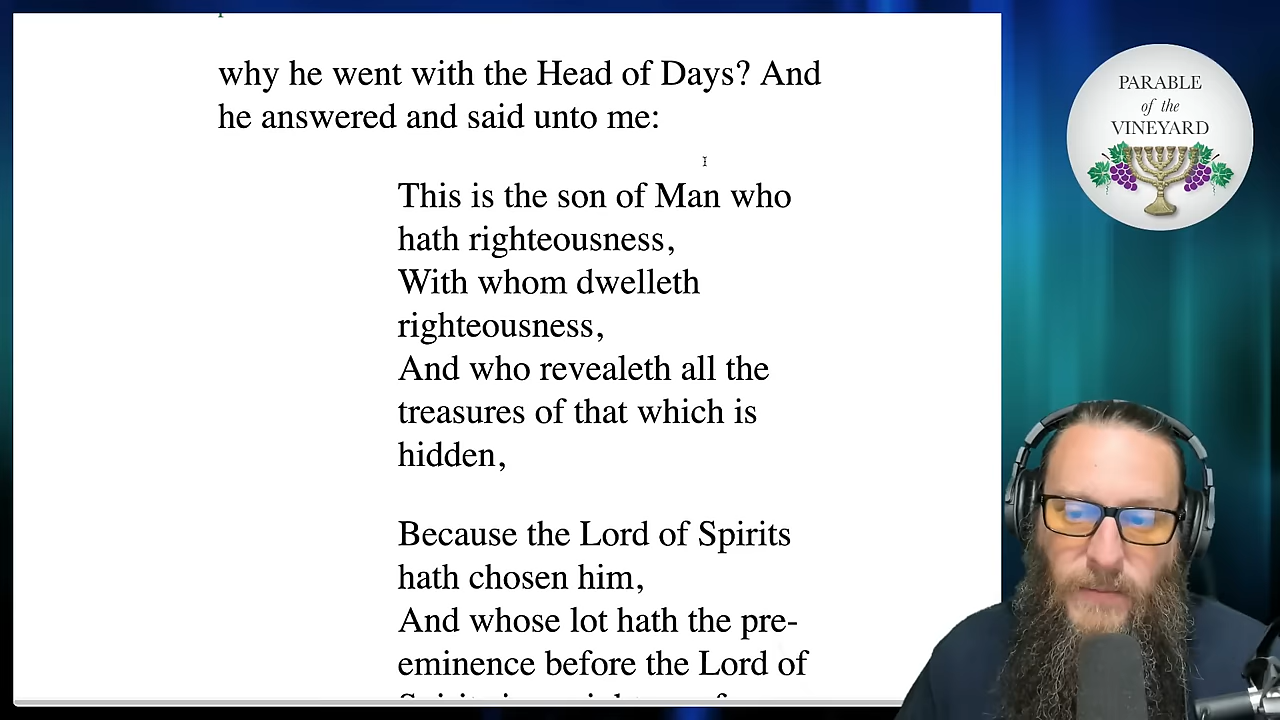 why he went with the Head of Days? And
he answered and said unto me:
This is the son of Man who
hath righteousness,
With whom dwelleth
righteousness,
And who revealeth all the
treasures of that which is
hidden,
Because the Lord of Spirits
hath chosen him,
And whose lot hath the pre-
eminence before the Lord of
PARABLE
of the
VINEYARD